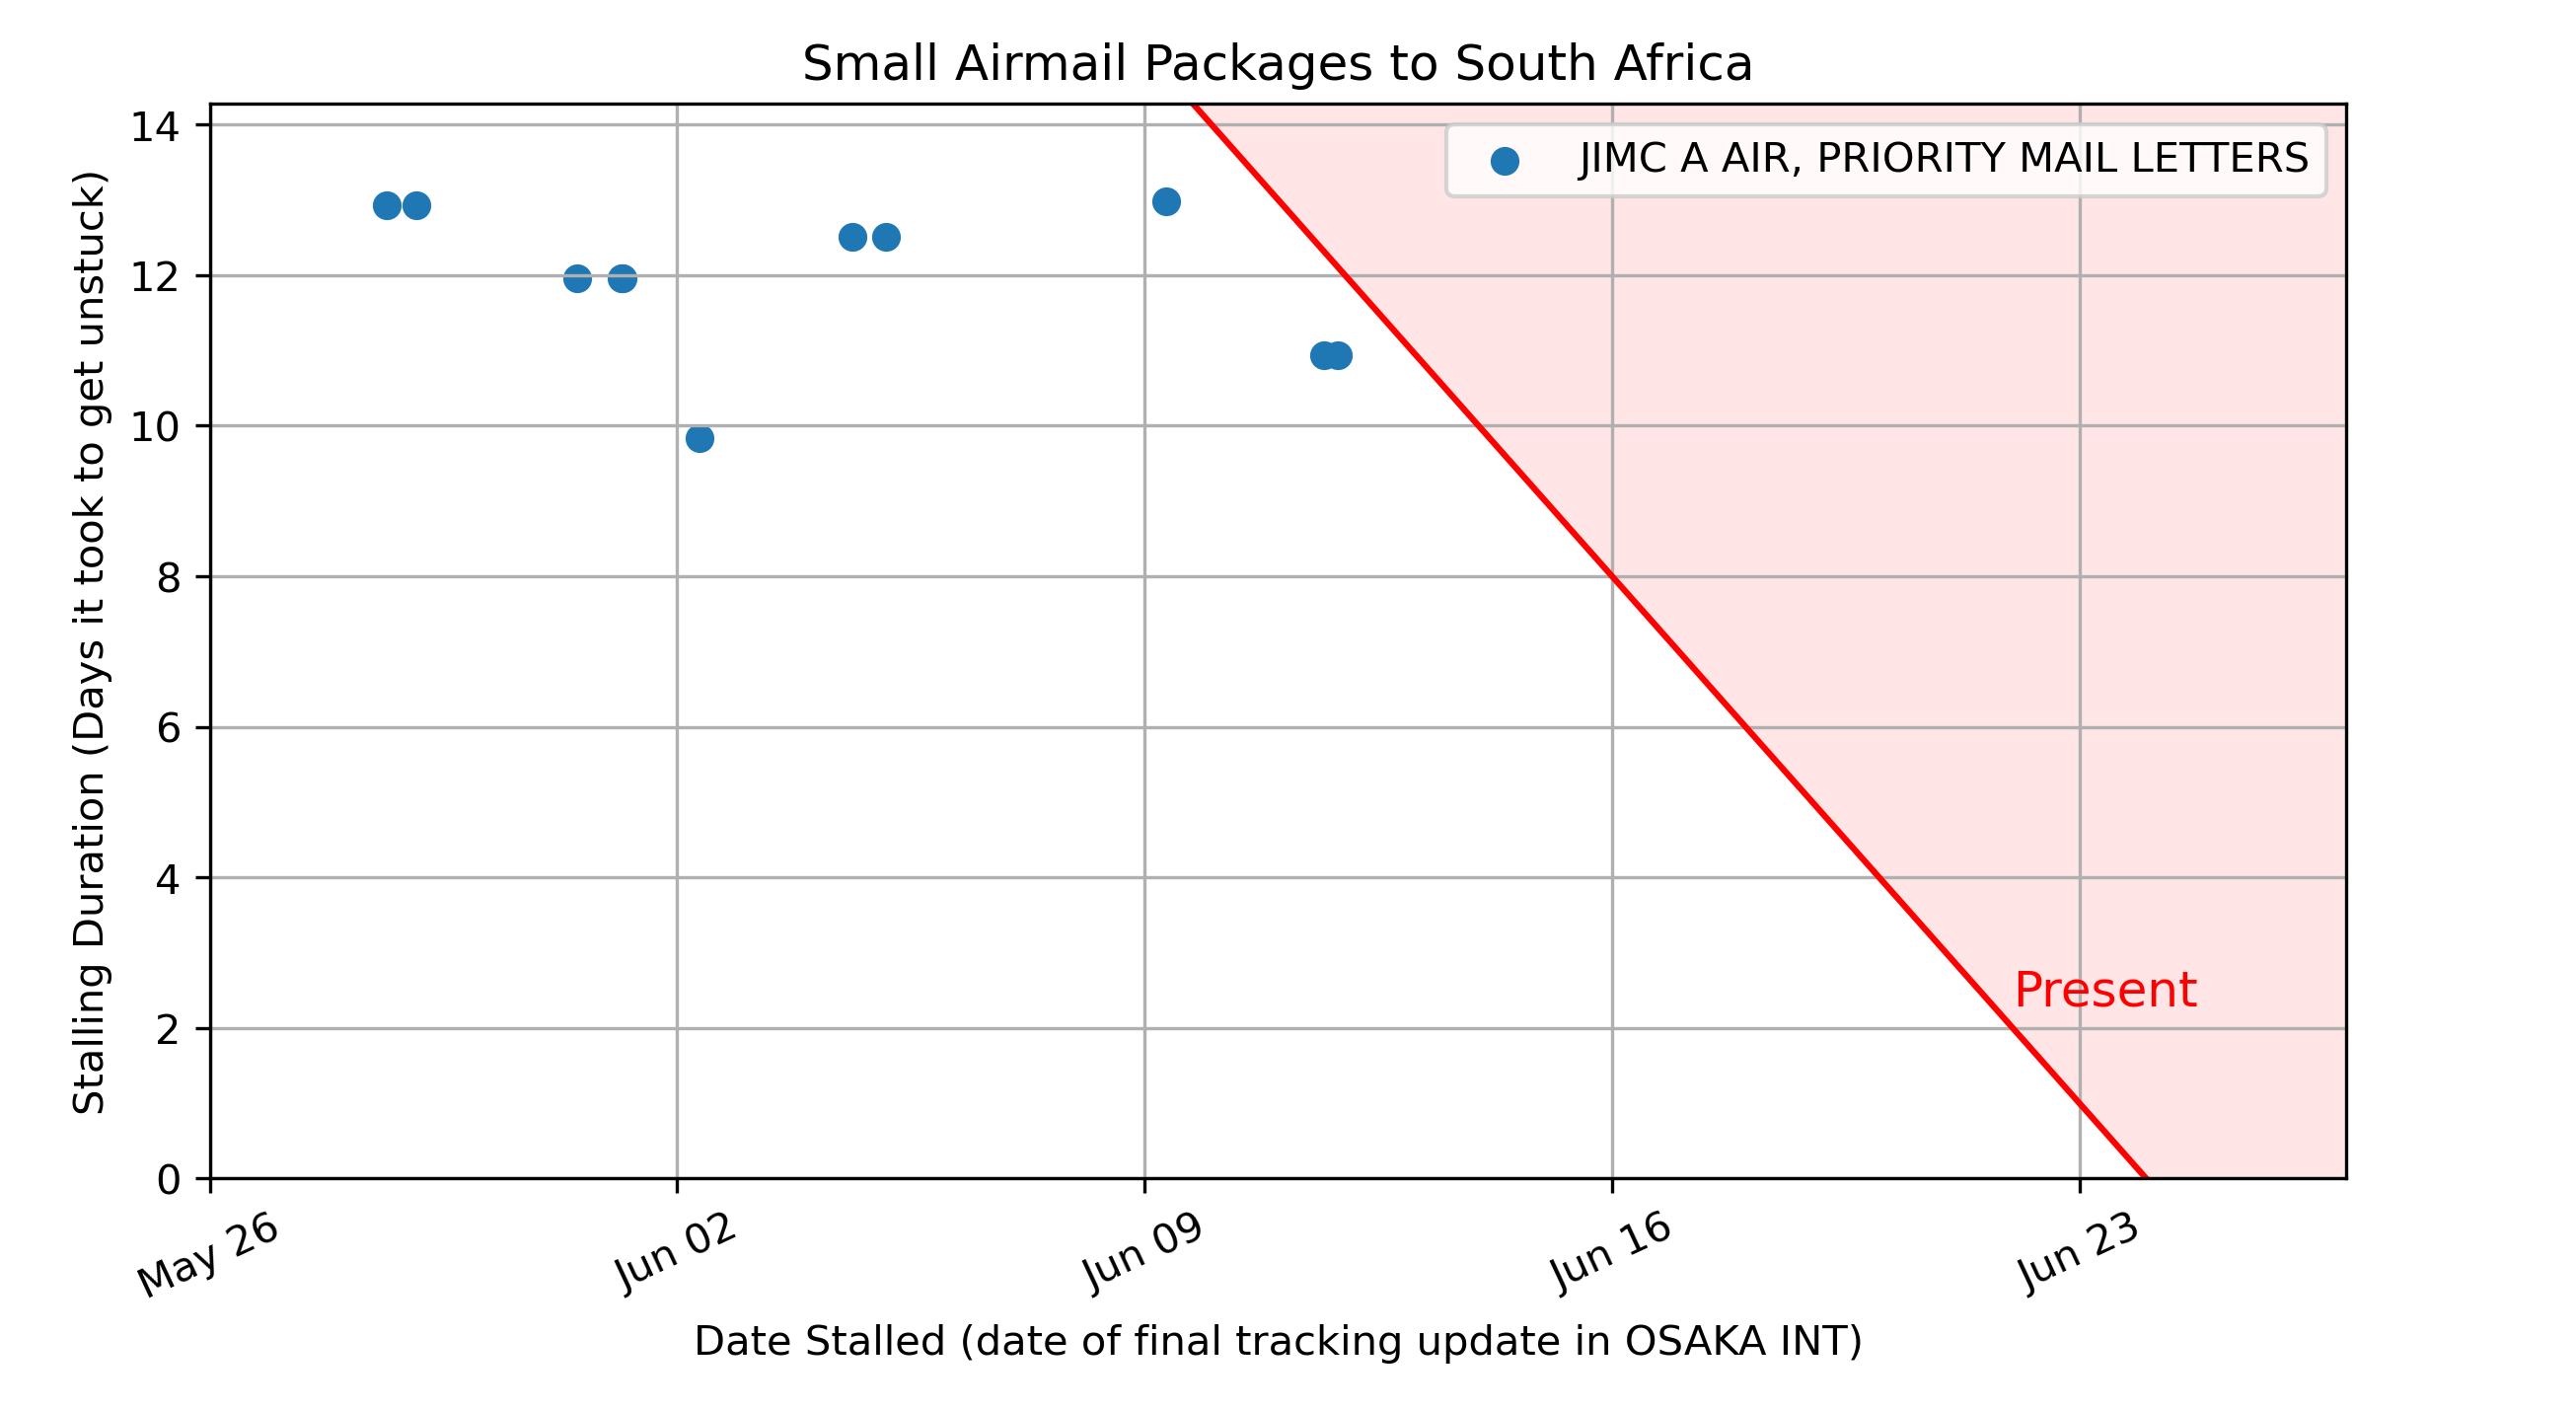 Small Airmail Packages to South Africa
JIMC A AIR, PRIORITY MAIL LETTERS
Stalling Duration (Days it took to get unstuck)
14
12
10
8
6
4
2
0
Present
May 26
Jun 02
Jun 09
Jun 16
Jun 23
Date Stalled (date of final tracking update in OSAKA INT)